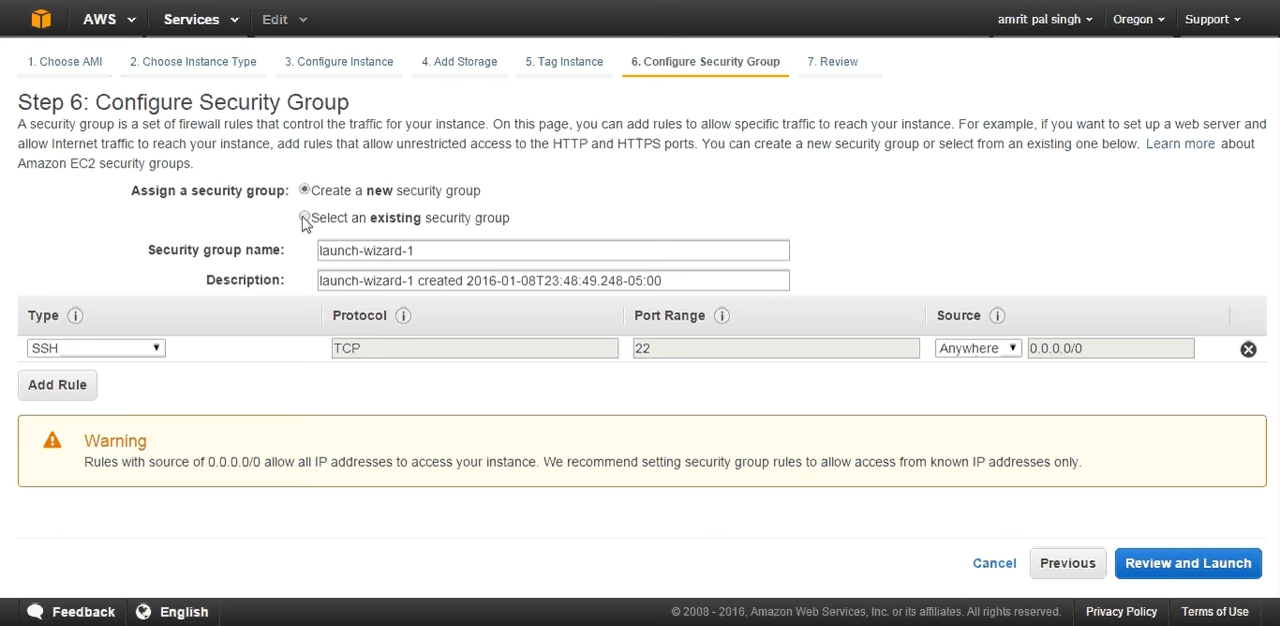 AWS Services Edit amrit pal singh Oregon Support
1. Choose AMI 2. Choose Instance Type 3. Configure Instance 4. Add Storage 5. Tag Instance 6. Configure Security Group 7. Review
Step 6: Configure Security Group
A security group is a set of firewall rules that control the traffic for your instance. On this page, you can add rules to allow specific traffic to reach your instance. For example, if you want to set up a web server and
allow Internet traffic to reach your instance, add rules that allow unrestricted access to the HTTP and HTTPS ports. You can create a new security group or select from an existing one below. Learn more about
Amazon EC2 security groups.
Assign a security group: Create a new security group
Select an existing security group
Security group name: launch-wizard-1
Description: launch-wizard-1 created 2016-01-08T23:48:49.248-05:00
Type i Protocol i Port Range i Source i
SSH TCP 22 Anywhere 0.0.0.0/0
Add Rule
Warning
Rules with source of 0.0.0.0/0 allow all IP addresses to access your instance. We recommend setting security group rules to allow access from known IP addresses only.
Cancel Previous Review and Launch
Feedback English © 2008 - 2016, Amazon Web Services, Inc. or its affiliates. All rights reserved. Privacy Policy Terms of Use